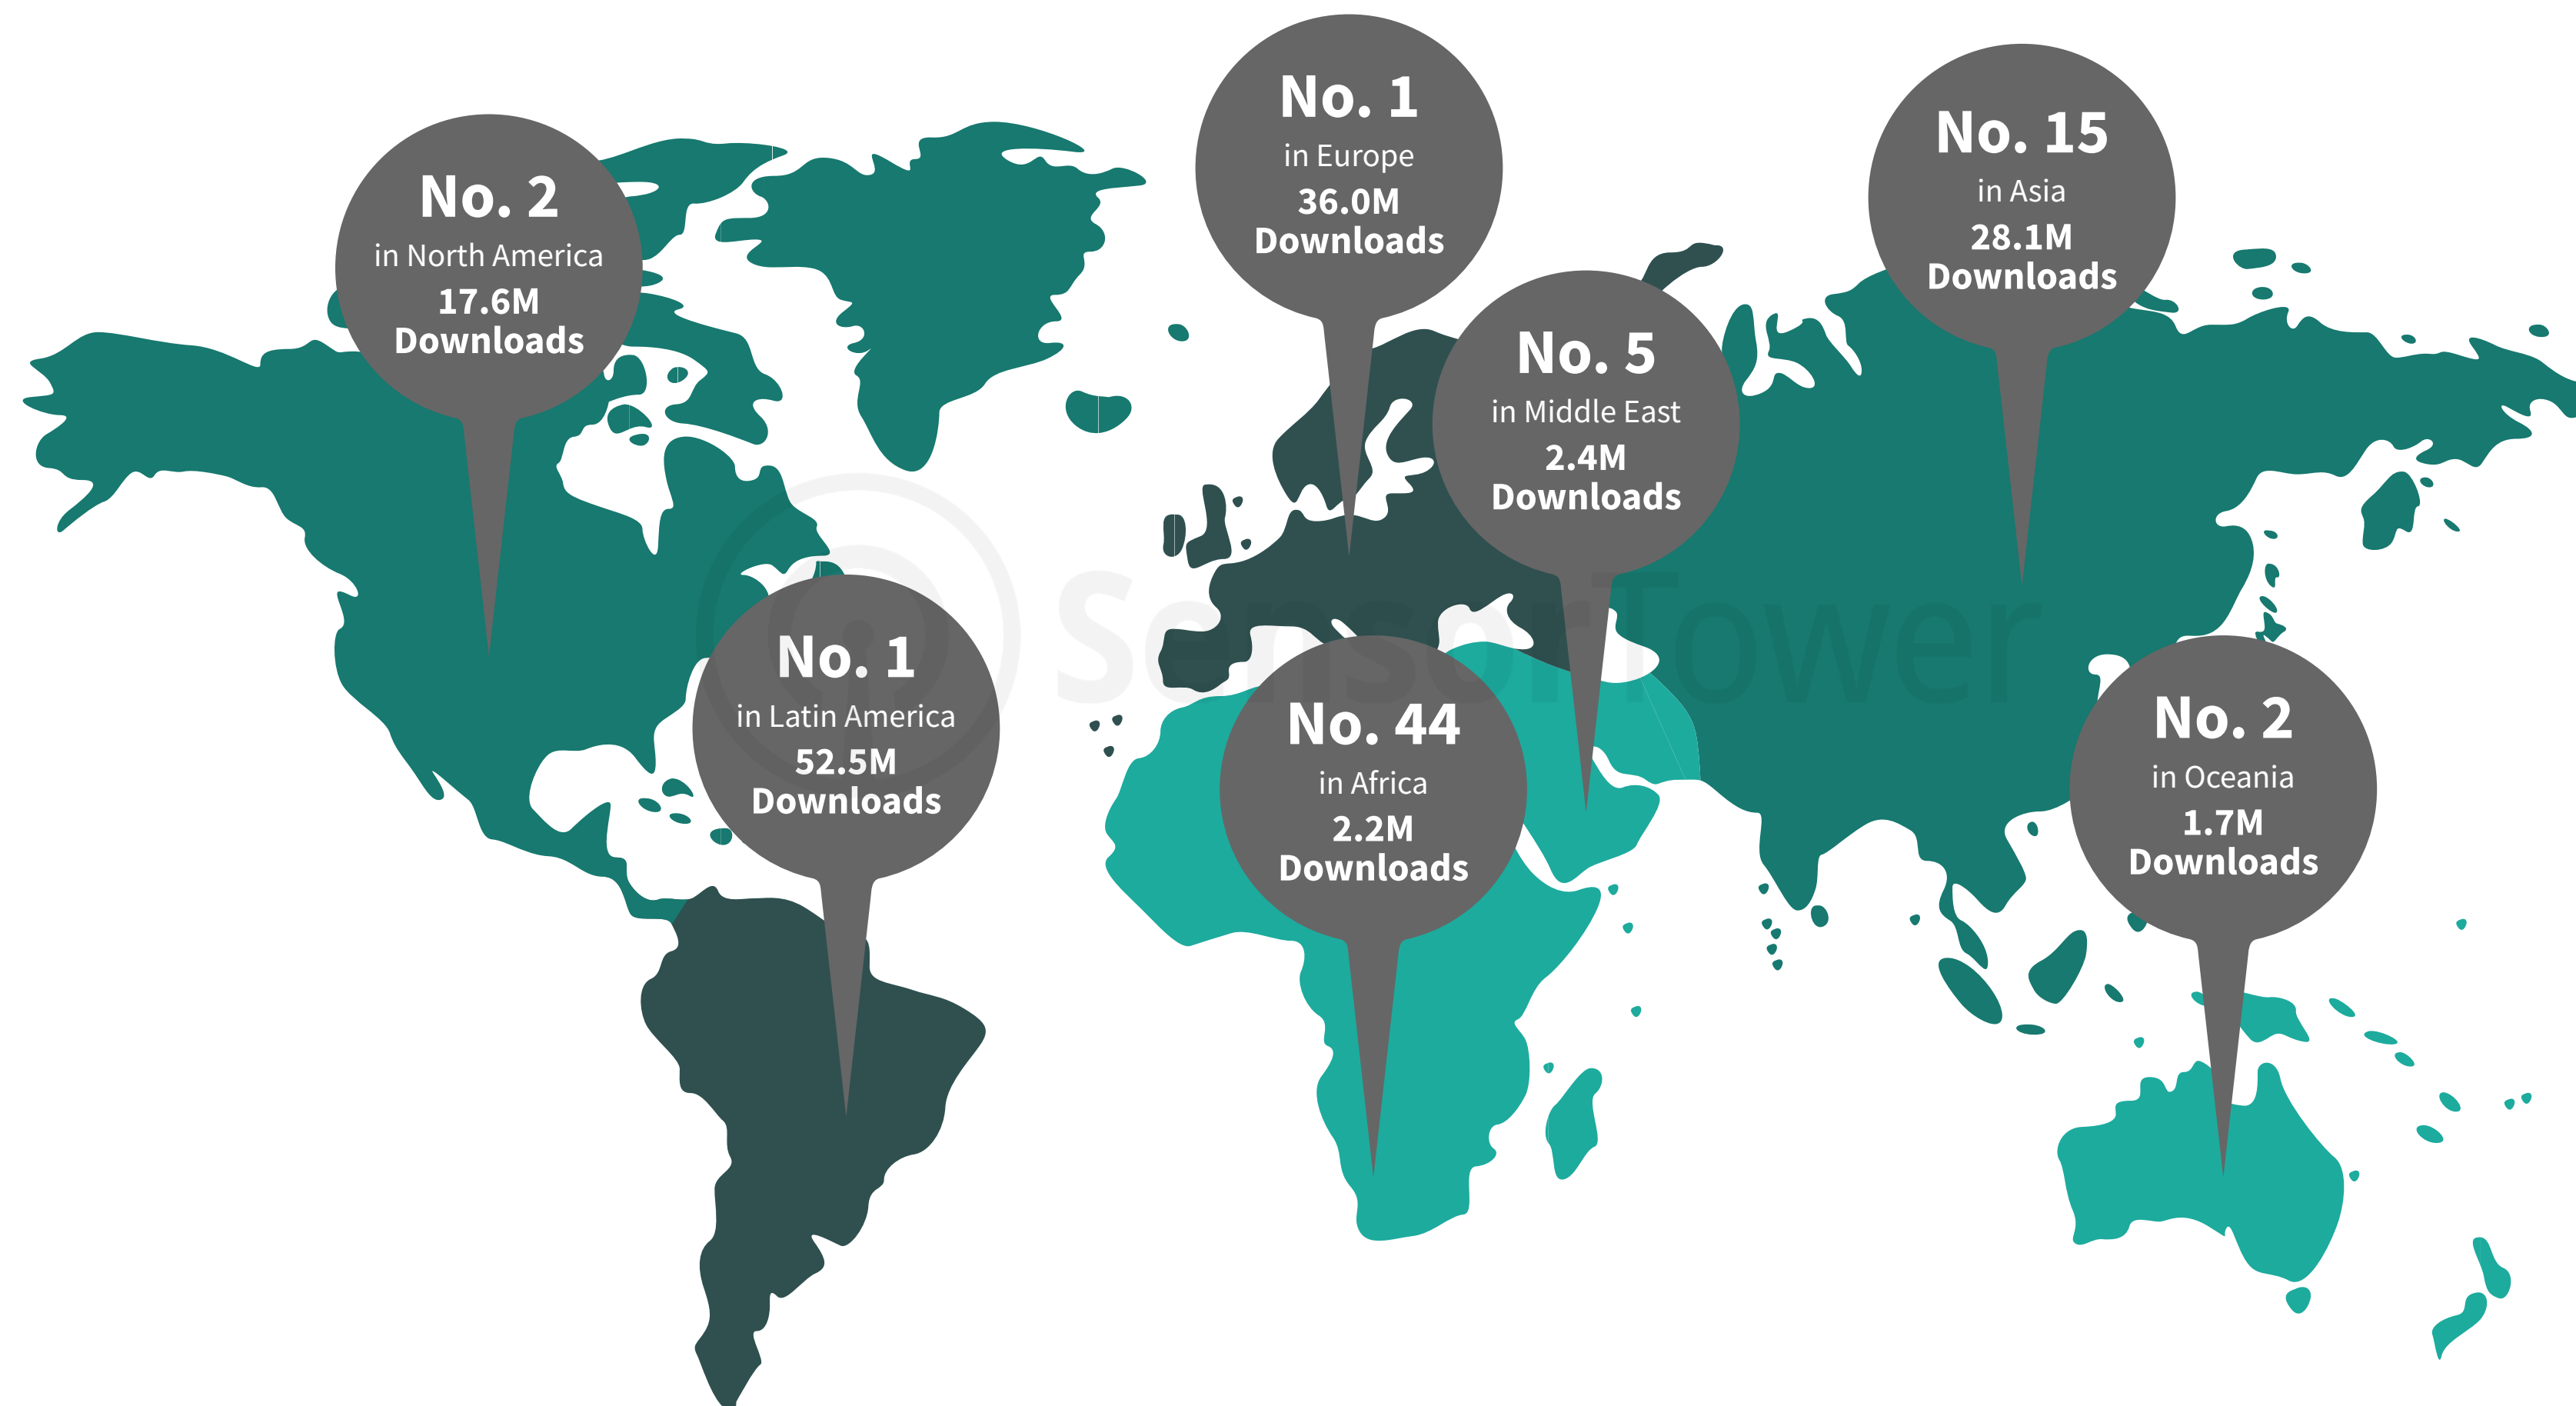 No. 1
in Europe
36.0M
Downloads
No. 15
in Asia
28.1M
Downloads
No. 2
in North America
17.6M
Downloads
No. 5
in Middle East
2.4M
Downloads
No. 1
in Latin America
52.5M
Downloads
No. 44
in Africa
2.2M
Downloads
No. 2
in Oceania
1.7M
Downloads
SensorTower